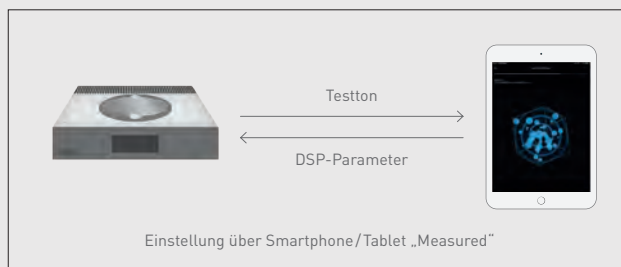 Testton
DSP-Parameter
Einstellung über Smartphone/Tablet „Measured“